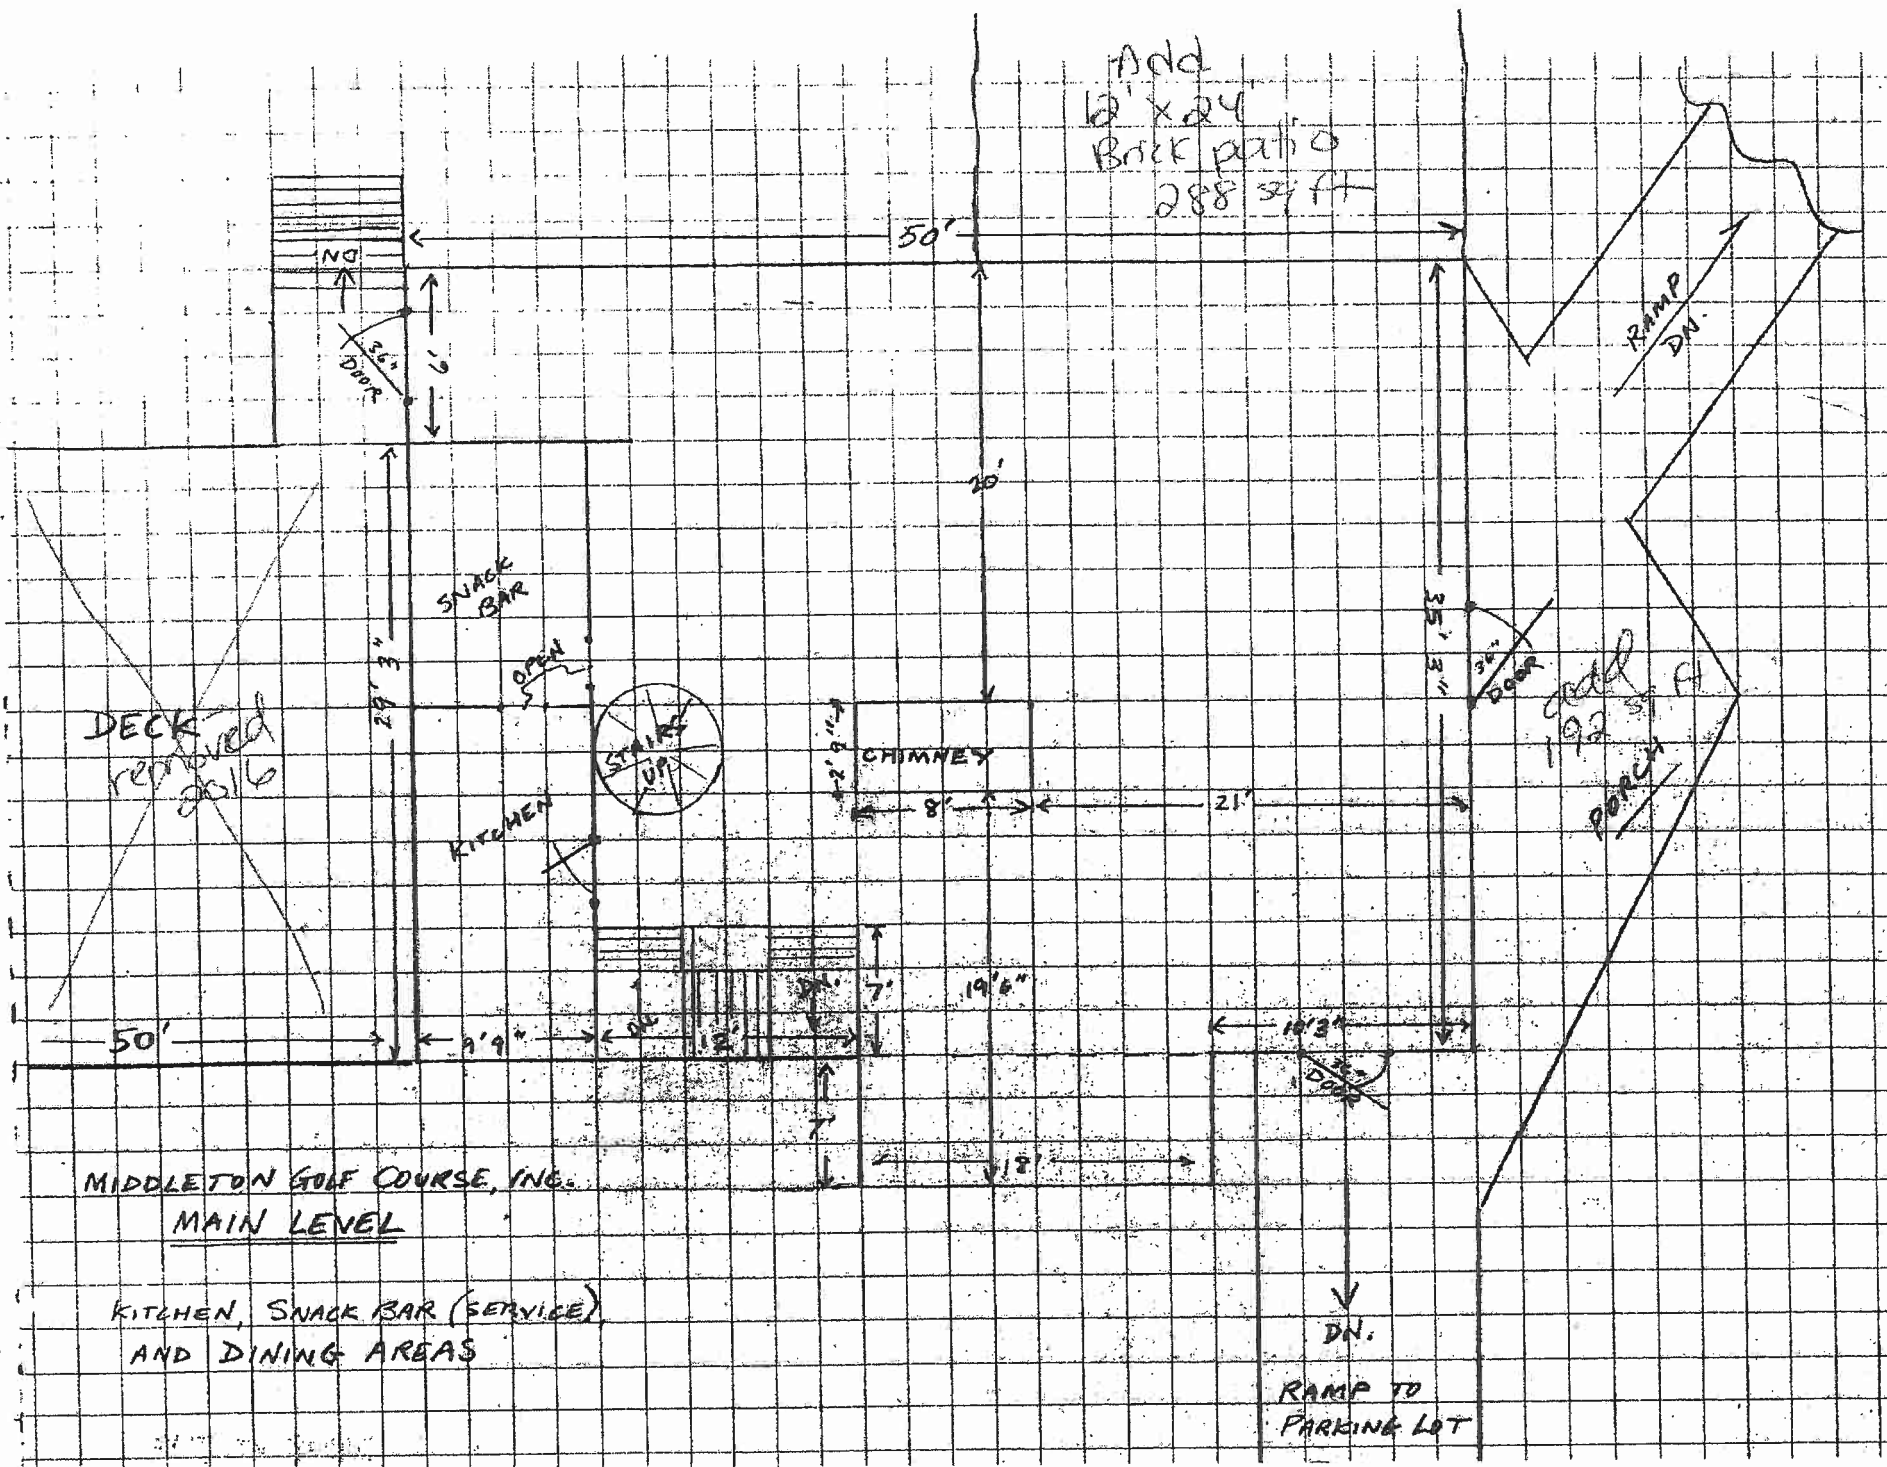 Add
12' x 24'
Brick patio
288 sq ft
50'
DN
36"
DOOR
6'
RAMP
DN.
20'
SNACK
BAR
OPEN
29' 3"
35' 3"
36"
DOOR
add
192 sq ft
PORCH
DECK
removed
2016
STAIRS
UP
CHIMNEY
2' 9"
8'
21'
KITCHEN
DN.
7'
19'6"
50'
9'9"
12'
7'
18'
DOOR
MIDDLETON GOLF COURSE, INC.
MAIN LEVEL
KITCHEN, SNACK BAR (SERVICE),
AND DINING AREAS
DN.
RAMP TO
PARKING LOT